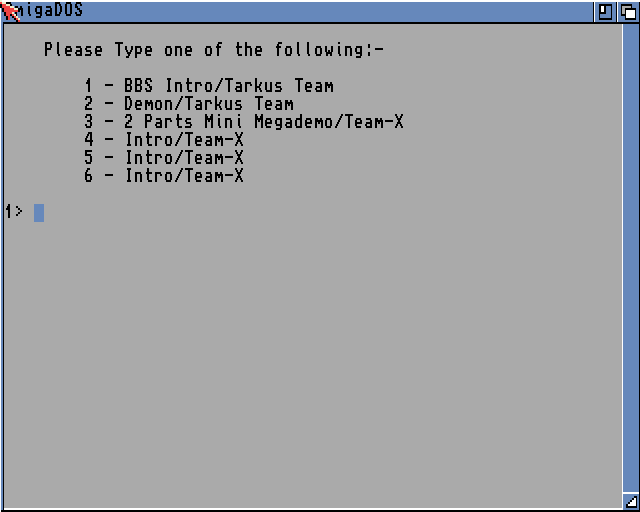 AmigaDOS
Please Type one of the following:-
1 - BBS Intro/Tarkus Team
2 - Demon/Tarkus Team
3 - 2 Parts Mini Megademo/Team-X
4 - Intro/Team-X
5 - Intro/Team-X
6 - Intro/Team-X
1>